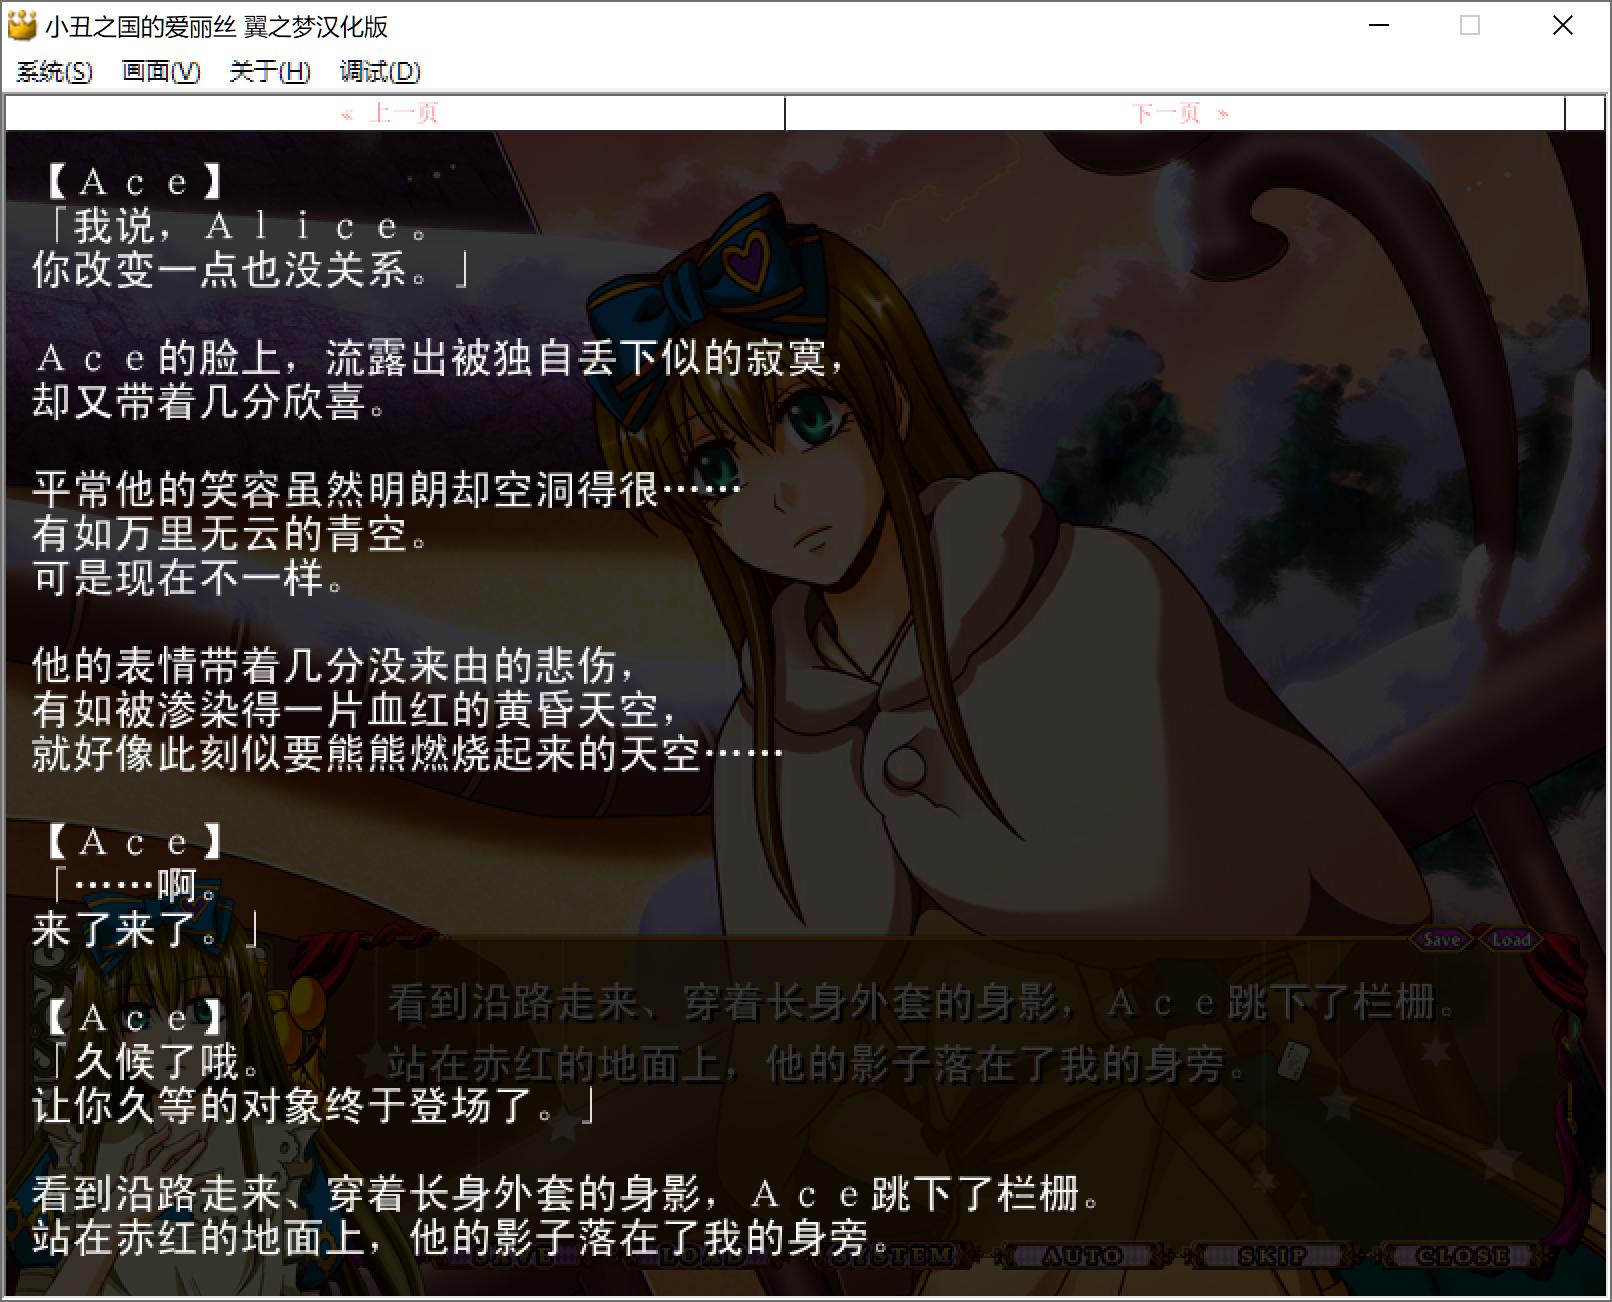 小丑之国的爱丽丝 翼之梦汉化版
系统(S) 画面(V) 关于(H) 调试(D)
« 上一页 下一页 »
【Ace】
「我说，Alice。
你改变一点也没关系。」
Ace的脸上，流露出被独自丢下似的寂寞，
却又带着几分欣喜。
平常他的笑容虽然明朗却空洞得很……
有如万里无云的青空。
可是现在不一样。
他的表情带着几分没来由的悲伤，
有如被渗染得一片血红的黄昏天空，
就好像此刻似要熊熊燃烧起来的天空……
【Ace】
「……啊。
来了来了。」
Save Load
看到沿路走来、穿着长身外套的身影，Ace跳下了栏栅。
站在赤红的地面上，他的影子落在了我的身旁。
【Ace】
「久候了哦。
让你久等的对象终于登场了。」
看到沿路走来、穿着长身外套的身影，Ace跳下了栏栅。
站在赤红的地面上，他的影子落在了我的身旁。
SAVE LOAD SYSTEM AUTO SKIP CLOSE